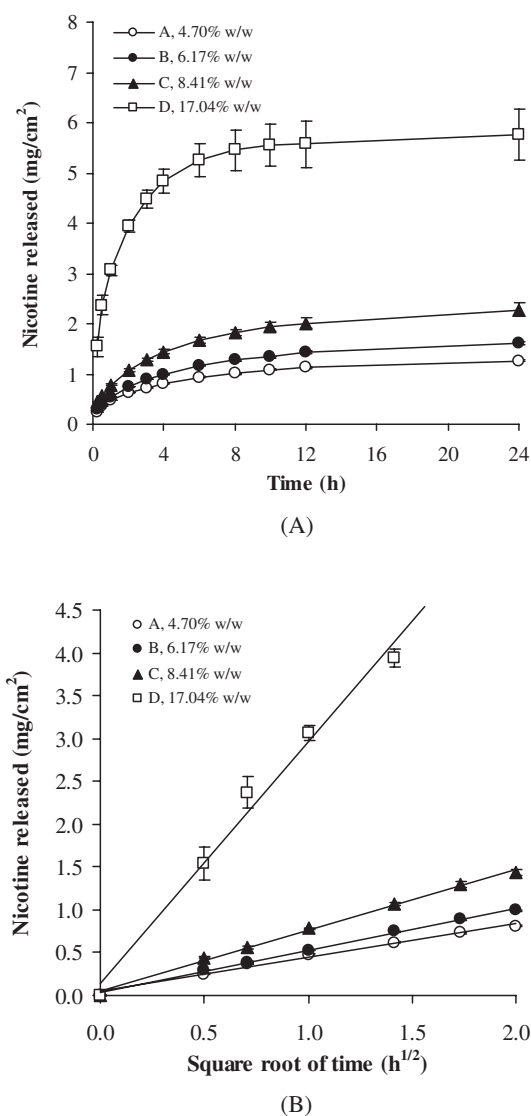 8
7
6
5
4
3
2
1
0
Nicotine released (mg/cm²)
A, 4.70% w/w
B, 6.17% w/w
C, 8.41% w/w
D, 17.04% w/w
0 4 8 12 16 20 24
Time (h)
(A)
4.5
4.0
3.5
3.0
2.5
2.0
1.5
1.0
0.5
0.0
Nicotine released (mg/cm²)
A, 4.70% w/w
B, 6.17% w/w
C, 8.41% w/w
D, 17.04% w/w
0.0 0.5 1.0 1.5 2.0
Square root of time (h^{1/2})
(B)